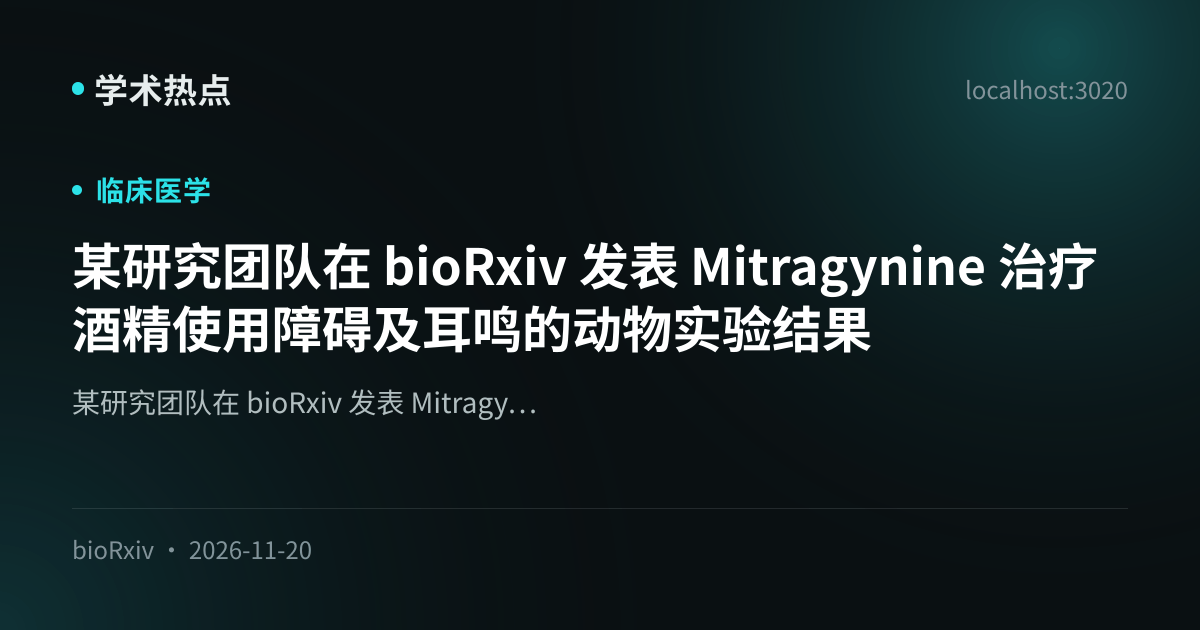 学术热点
localhost:3020
临床医学
某研究团队在 bioRxiv 发表 Mitragynine 治疗
酒精使用障碍及耳鸣的动物实验结果
某研究团队在 bioRxiv 发表 Mitragy…
bioRxiv · 2026-11-20